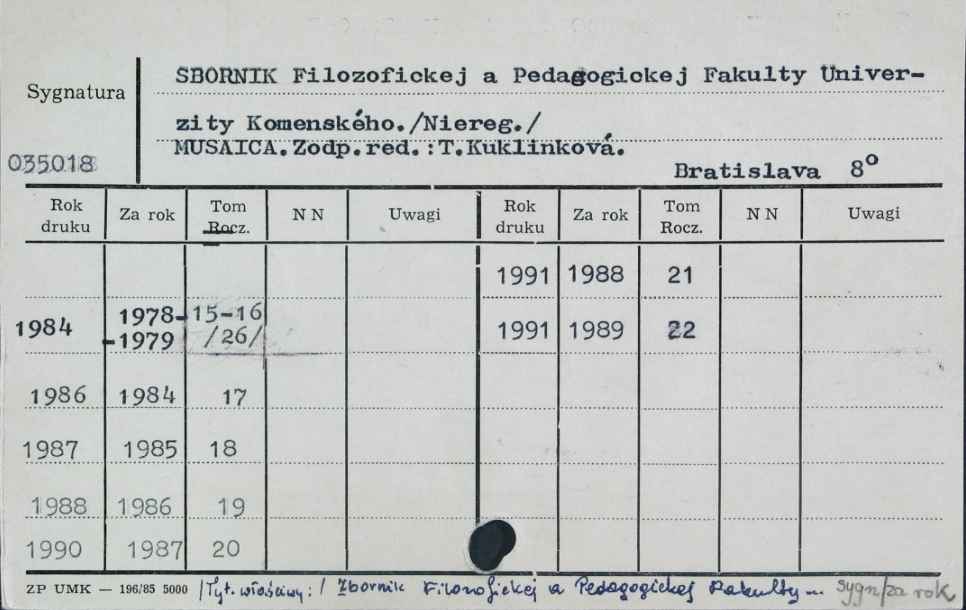 SBORNIK Filozofickej a Pedagogickej Fakulty Univer-
Sygnatura
zity Komenského./Niereg./
MUSAICA.Zodp.red.:T.Kuklinková.
035018
Bratislava 8°
Rok druku Za rok Tom Rocz. NN Uwagi Rok druku Za rok Tom Rocz. NN Uwagi
1991 1988 21
1984 1978-1979 15-16 /26/ 1991 1989 22
1986 1984 17
1987 1985 18
1988 1986 19
1990 1987 20
ZP UMK — 196/85 5000 /Tyt. właściwy:/ Zbornik Filozofickej a Pedagogickej Fakulty... sygn/za rok